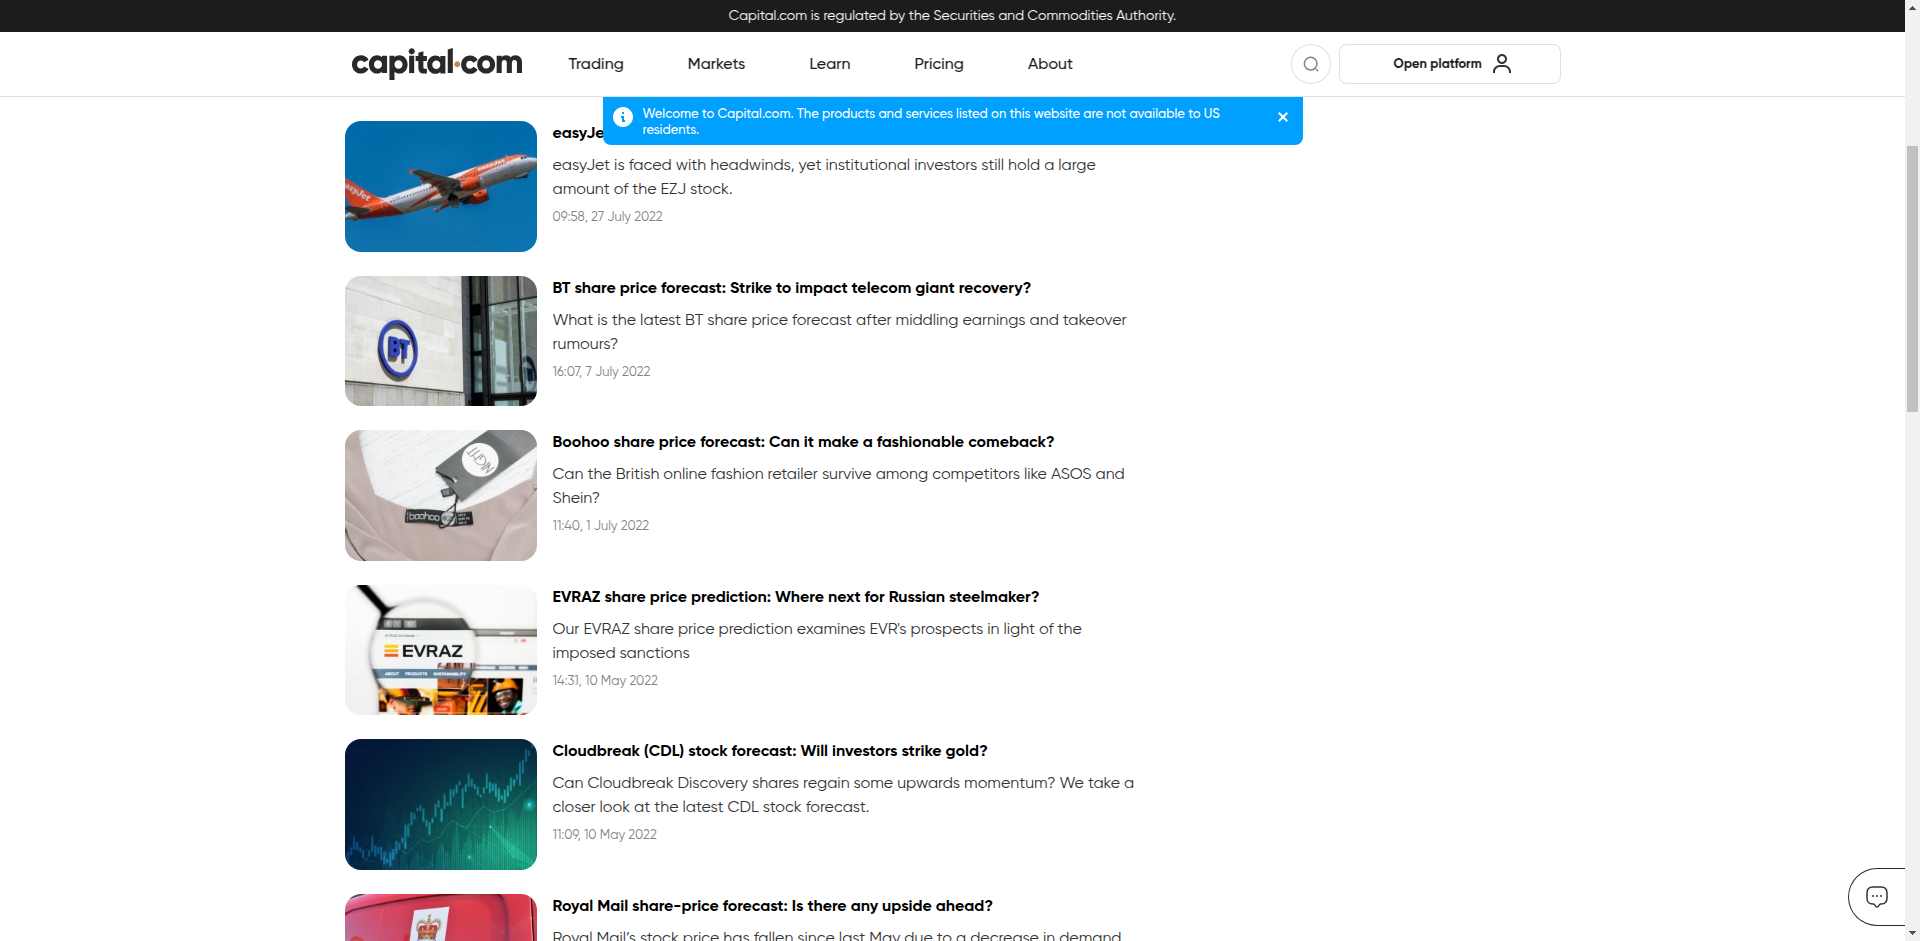 Capital.com is regulated by the Securities and Commodities Authority.
capital.com
Trading
Markets
Learn
Pricing
About
Open platform
Welcome to Capital.com. The products and services listed on this website are not available to US
residents.
easyJe
easyJet is faced with headwinds, yet institutional investors still hold a large
amount of the EZJ stock.
09:58, 27 July 2022
BT
BT share price forecast: Strike to impact telecom giant recovery?
What is the latest BT share price forecast after middling earnings and takeover
rumours?
16:07, 7 July 2022
NIGHT
boohoo
Boohoo share price forecast: Can it make a fashionable comeback?
Can the British online fashion retailer survive among competitors like ASOS and
Shein?
11:40, 1 July 2022
EVRAZ
ABOUT PRODUCTS SUSTAINABILITY
EVRAZ share price prediction: Where next for Russian steelmaker?
Our EVRAZ share price prediction examines EVR's prospects in light of the
imposed sanctions
14:31, 10 May 2022
Cloudbreak (CDL) stock forecast: Will investors strike gold?
Can Cloudbreak Discovery shares regain some upwards momentum? We take a
closer look at the latest CDL stock forecast.
11:09, 10 May 2022
Royal Mail share-price forecast: Is there any upside ahead?
Royal Mail's stock price has fallen since last May due to a decrease in demand